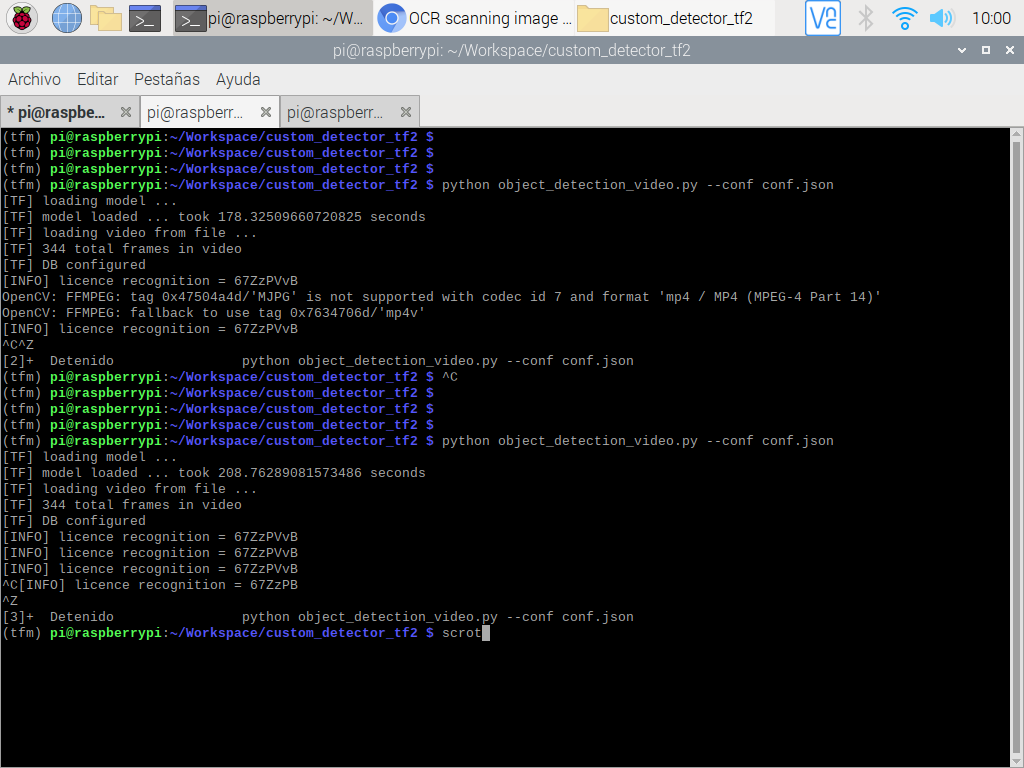 pi@raspberrypi: ~/W...
OCR scanning image ...
custom_detector_tf2
10:00
pi@raspberrypi: ~/Workspace/custom_detector_tf2
Archivo Editar Pestañas Ayuda
* pi@raspbe... pi@raspberr... pi@raspberr...
(tfm) pi@raspberrypi:~/Workspace/custom_detector_tf2 $
(tfm) pi@raspberrypi:~/Workspace/custom_detector_tf2 $
(tfm) pi@raspberrypi:~/Workspace/custom_detector_tf2 $
(tfm) pi@raspberrypi:~/Workspace/custom_detector_tf2 $ python object_detection_video.py --conf conf.json
[TF] loading model ...
[TF] model loaded ... took 178.32509660720825 seconds
[TF] loading video from file ...
[TF] 344 total frames in video
[TF] DB configured
[INFO] licence recognition = 67ZzPVvB
OpenCV: FFMPEG: tag 0x47504a4d/'MJPG' is not supported with codec id 7 and format 'mp4 / MP4 (MPEG-4 Part 14)'
OpenCV: FFMPEG: fallback to use tag 0x7634706d/'mp4v'
[INFO] licence recognition = 67ZzPVvB
^C^Z
[2]+  Detenido                python object_detection_video.py --conf conf.json
(tfm) pi@raspberrypi:~/Workspace/custom_detector_tf2 $ ^C
(tfm) pi@raspberrypi:~/Workspace/custom_detector_tf2 $
(tfm) pi@raspberrypi:~/Workspace/custom_detector_tf2 $
(tfm) pi@raspberrypi:~/Workspace/custom_detector_tf2 $
(tfm) pi@raspberrypi:~/Workspace/custom_detector_tf2 $ python object_detection_video.py --conf conf.json
[TF] loading model ...
[TF] model loaded ... took 208.76289081573486 seconds
[TF] loading video from file ...
[TF] 344 total frames in video
[TF] DB configured
[INFO] licence recognition = 67ZzPVvB
[INFO] licence recognition = 67ZzPVvB
[INFO] licence recognition = 67ZzPVvB
^C[INFO] licence recognition = 67ZzPB
^Z
[3]+  Detenido                python object_detection_video.py --conf conf.json
(tfm) pi@raspberrypi:~/Workspace/custom_detector_tf2 $ scrot